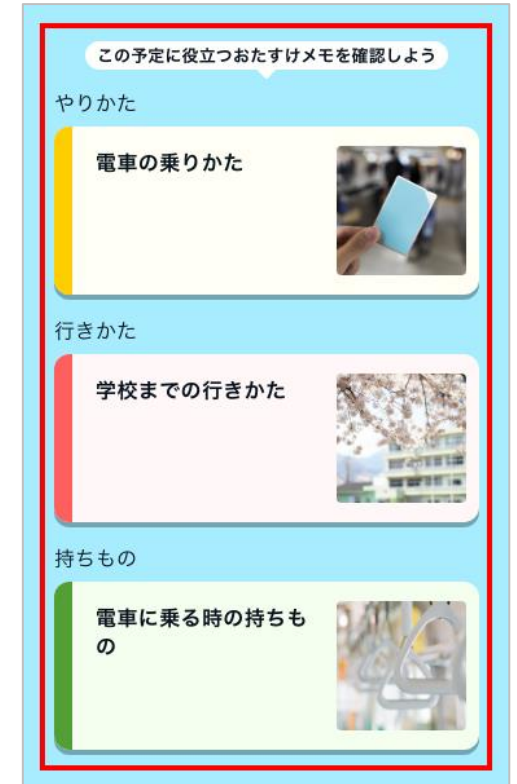 この予定に役立つおたすけメモを確認しよう
やりかた
電車の乗りかた
行きかた
学校までの行きかた
持ちもの
電車に乗る時の持ちも
の